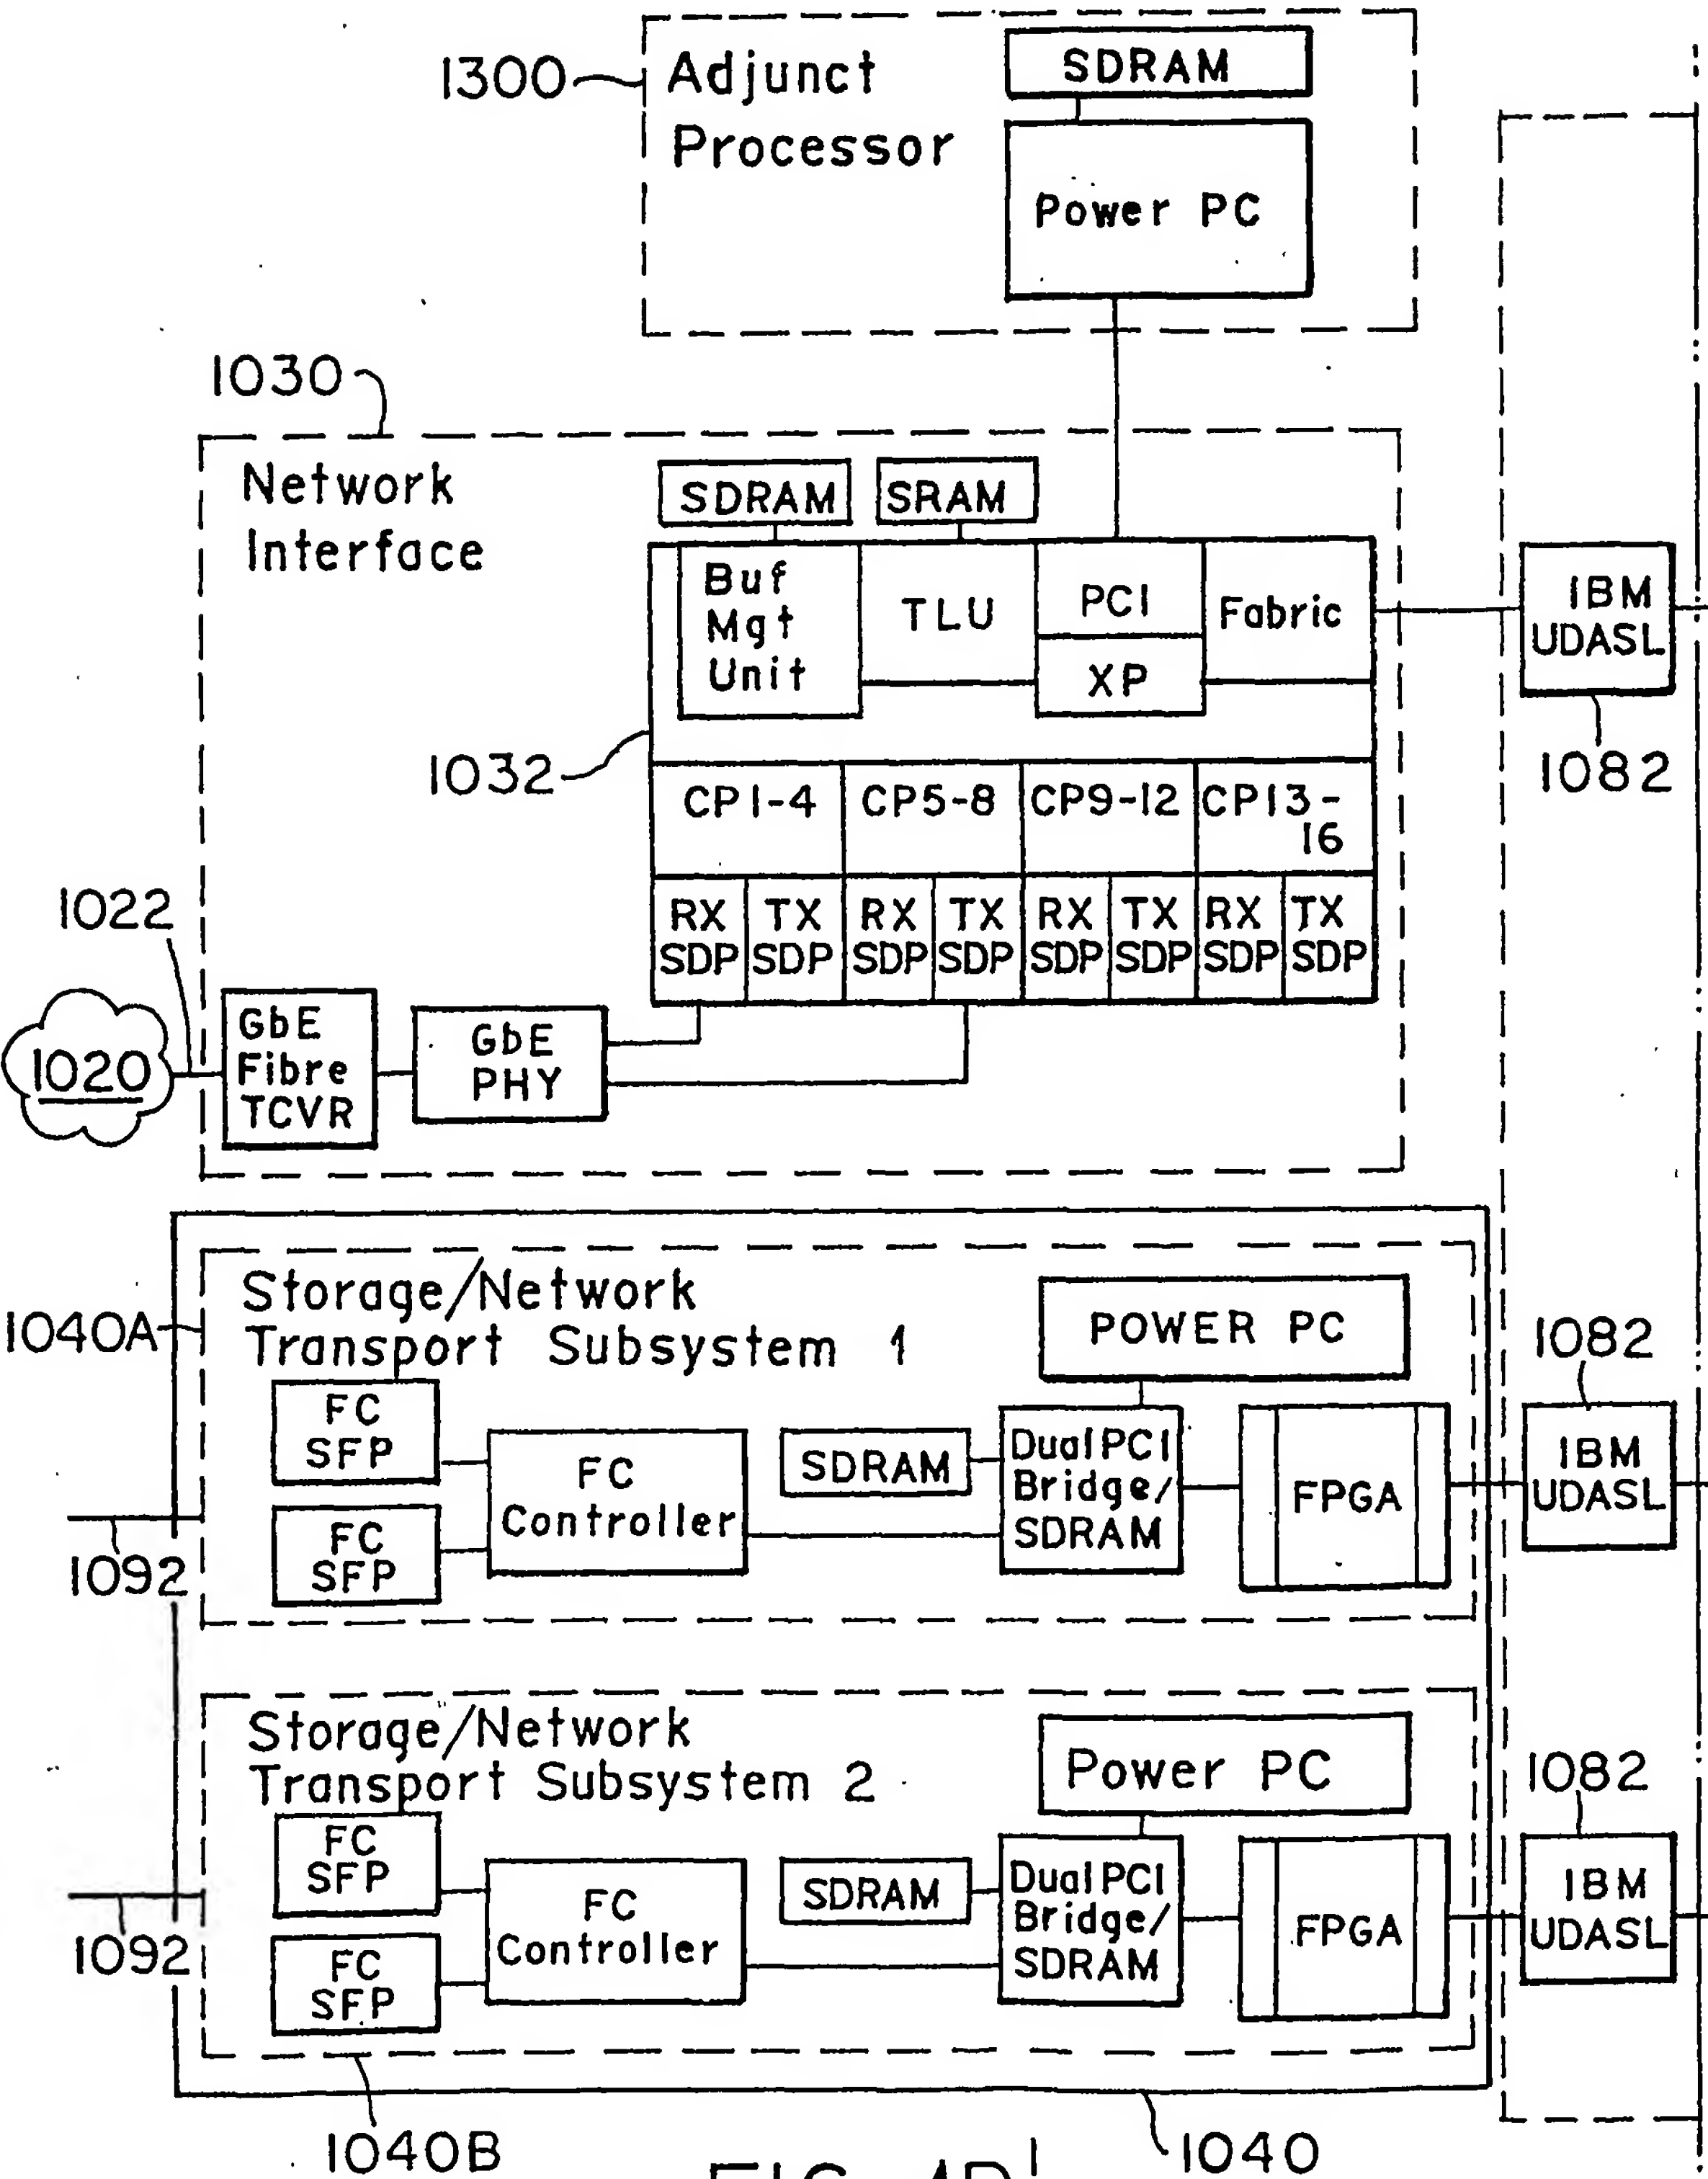 1300
Adjunct
Processor
SDRAM
Power PC
1030
Network
Interface
SDRAM
SRAM
Buf
Mgt
Unit
TLU
PCI
XP
Fabric
IBM
UDASL
1082
1032
CP1-4
CP5-8
CP9-12
CP13-
16
RX
SDP
TX
SDP
RX
SDP
TX
SDP
RX
SDP
TX
SDP
RX
SDP
TX
SDP
1022
1020
GbE
Fibre
TCVR
GbE
PHY
1040A
Storage/Network
Transport Subsystem 1
POWER PC
FC
SFP
FC
SFP
FC
Controller
SDRAM
Dual PCI
Bridge/
SDRAM
FPGA
1082
IBM
UDASL
1092
Storage/Network
Transport Subsystem 2
Power PC
FC
SFP
FC
SFP
FC
Controller
SDRAM
Dual PCI
Bridge/
SDRAM
FPGA
1082
IBM
UDASL
1092
1040B
1040